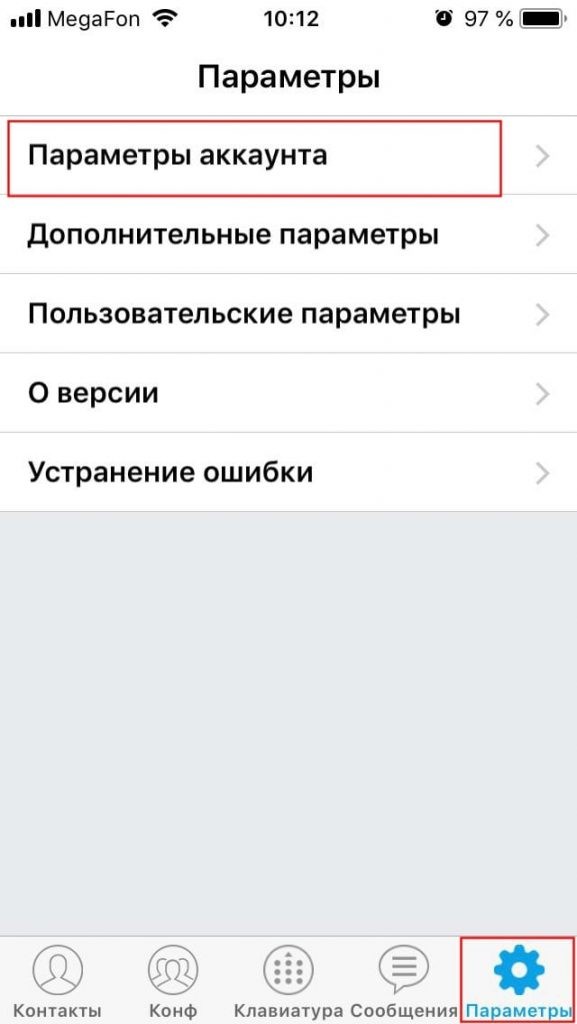 MegaFon 10:12 97 %
Параметры
Параметры аккаунта
Дополнительные параметры
Пользовательские параметры
О версии
Устранение ошибки
Контакты Конф Клавиатура Сообщения Параметры